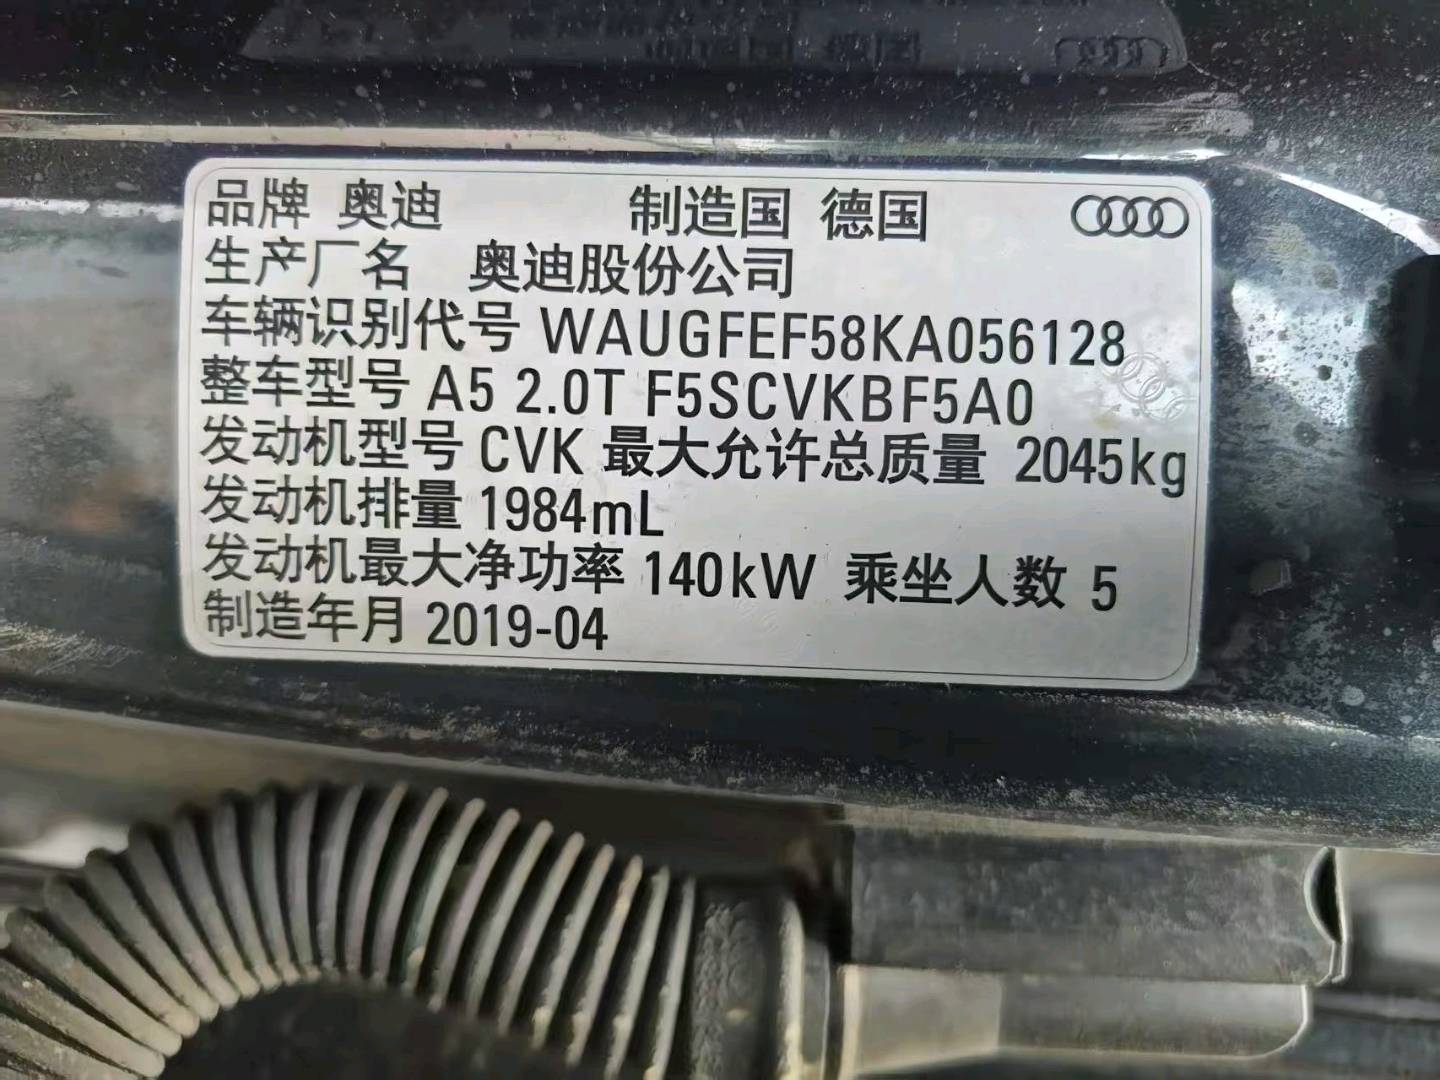 品牌 奥迪 制造国 德国
生产厂名 奥迪股份公司
车辆识别代号 WAUGFEF58KA056128
整车型号 A5 2.0T F5SCVKBF5A0
发动机型号 CVK 最大允许总质量 2045kg
发动机排量 1984mL
发动机最大净功率 140kW 乘坐人数 5
制造年月 2019-04